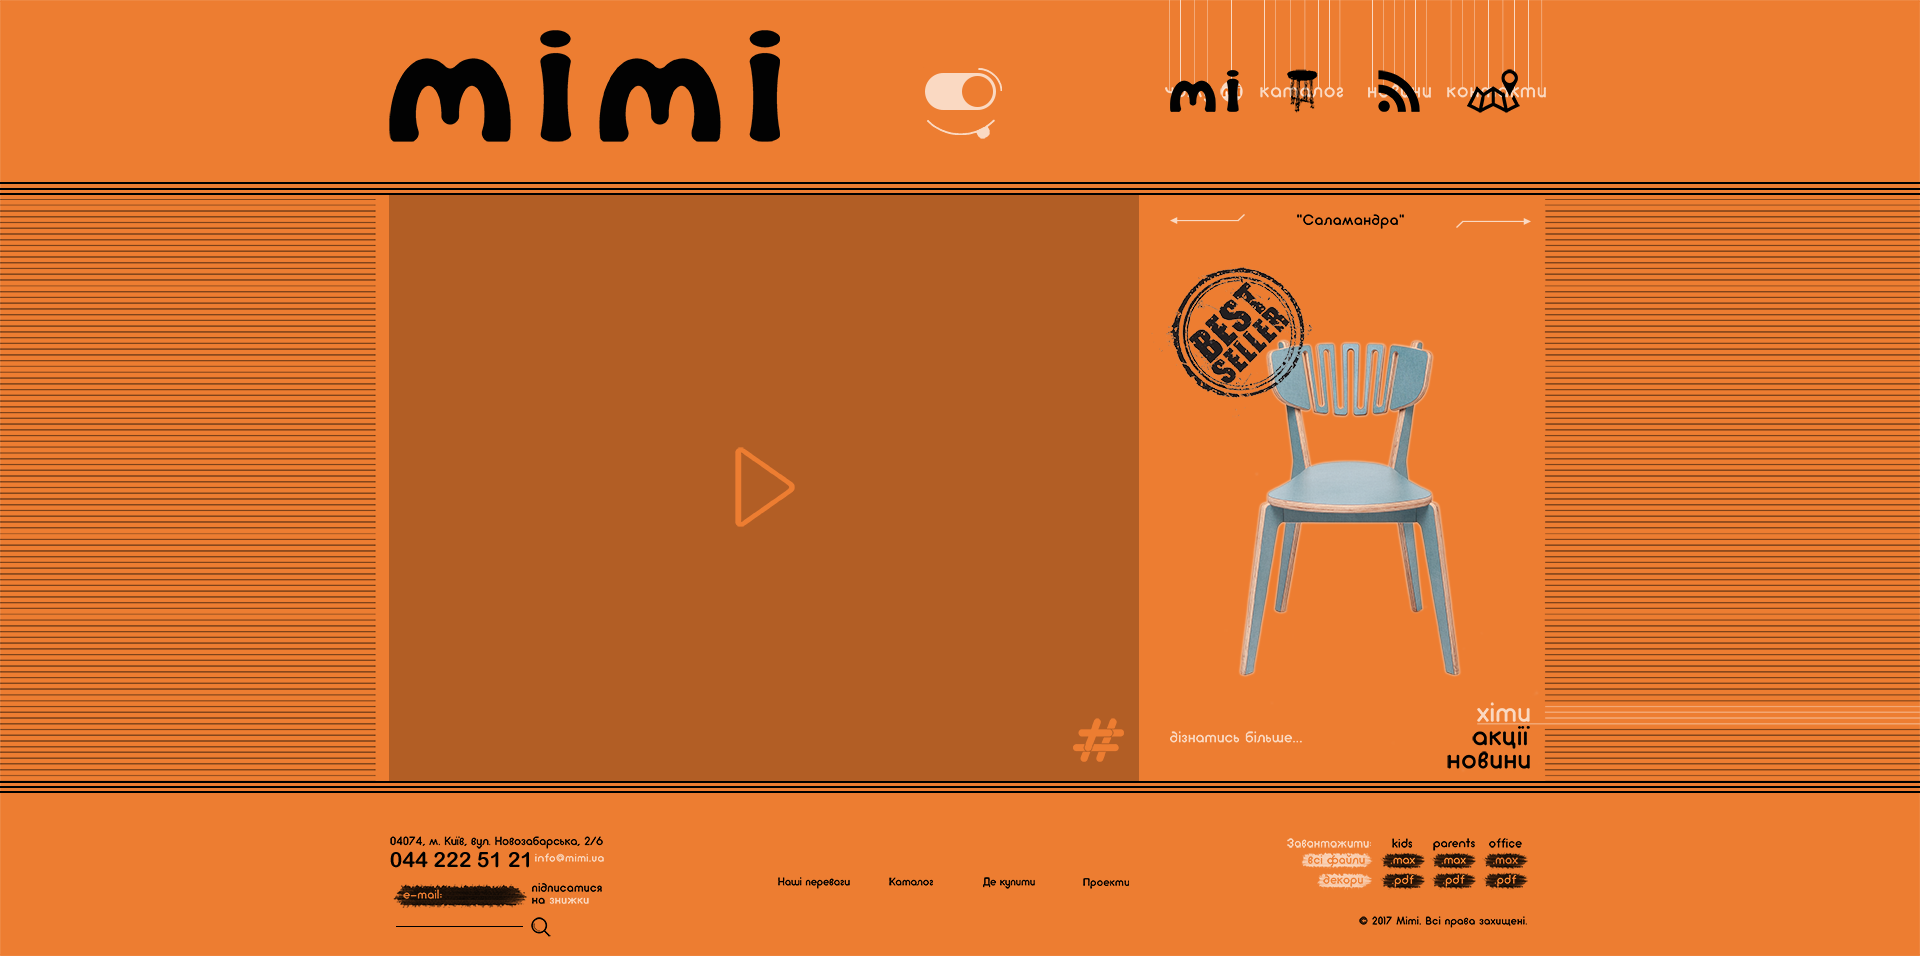 mimi
mi
каталог
новини
"Саламандра"
BEST
SELLER
хіти
акції
новини
дізнатись більше...
04074, м. Київ, вул. Новозабарська, 2/6
044 222 51 21 info@mimi.ua
e-mail:
підписатися
на знижки
Наші переваги
Каталог
Де купити
Проекти
Завантажити: kids parents office
всі файли .max .max .max
декори .pdf .pdf .pdf
© 2017 Mimi. Всі права захищені.